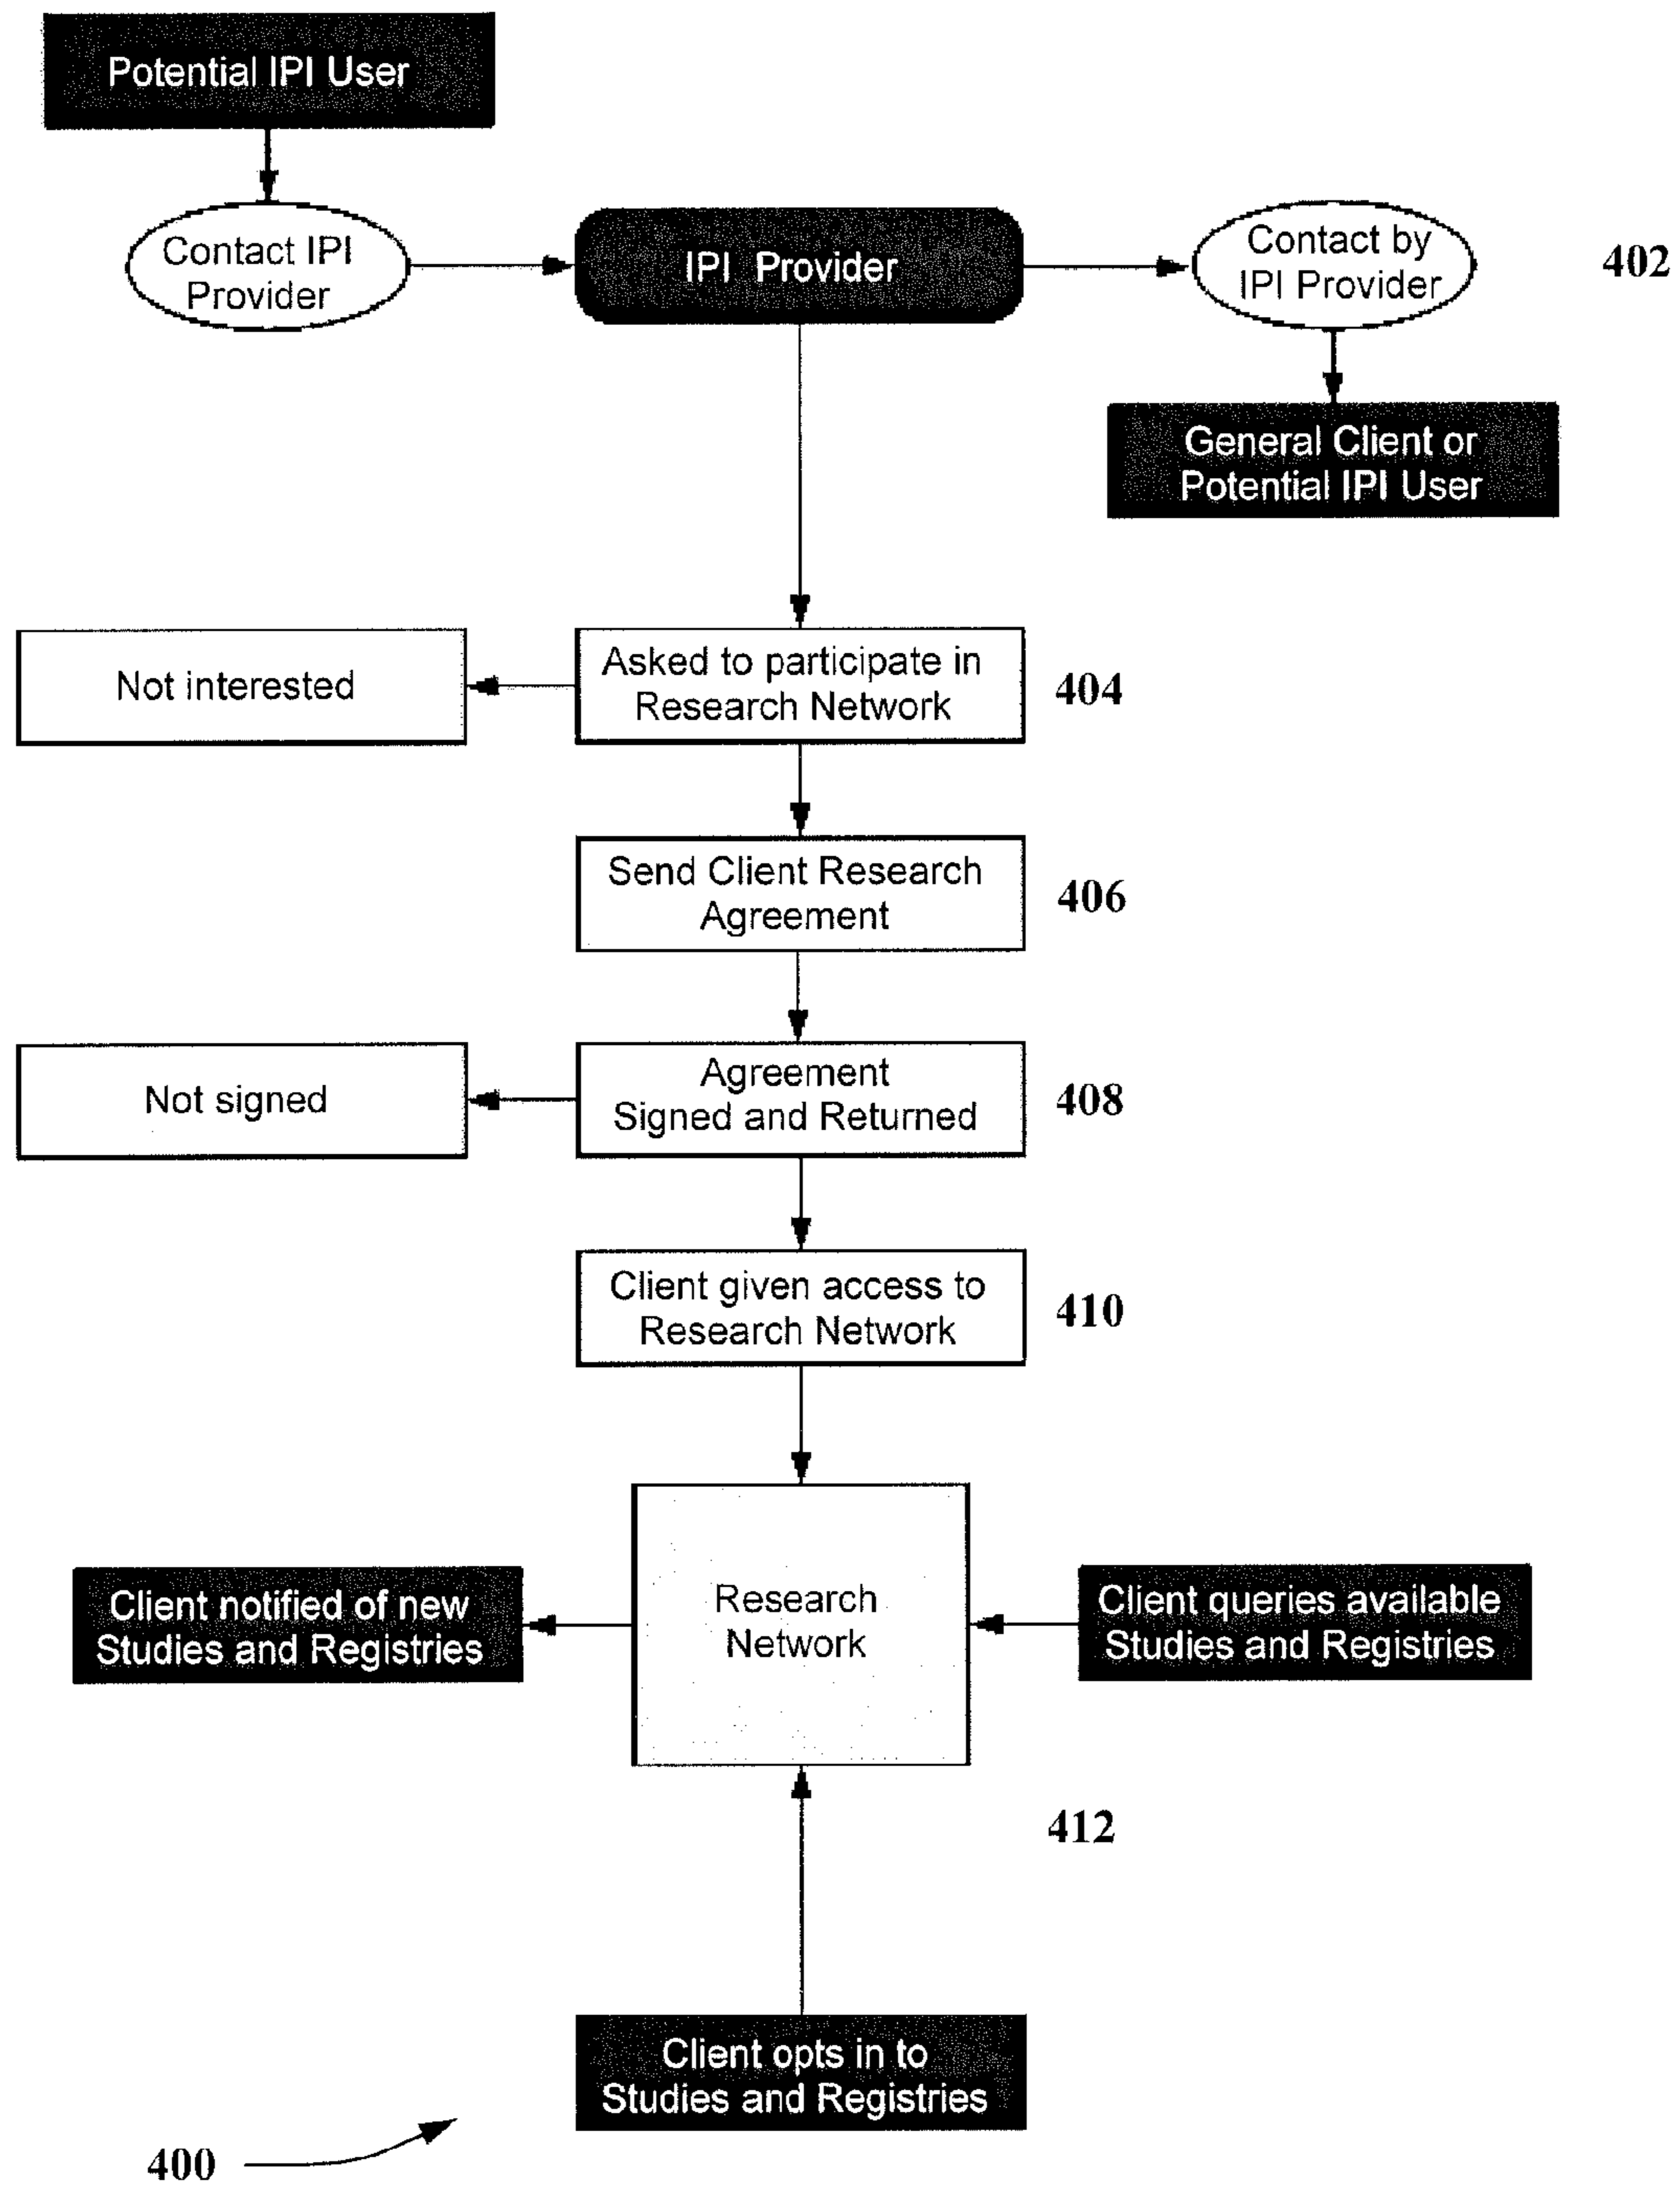 Potential IPI User
Contact IPI
Provider
IPI Provider
Contact by
IPI Provider
402
General Client or
Potential IPI User
Not interested
Asked to participate in
Research Network
404
Send Client Research
Agreement
406
Not signed
Agreement
Signed and Returned
408
Client given access to
Research Network
410
Client notified of new
Studies and Registries
Research
Network
Client queries available
Studies and Registries
412
Client opts in to
Studies and Registries
400